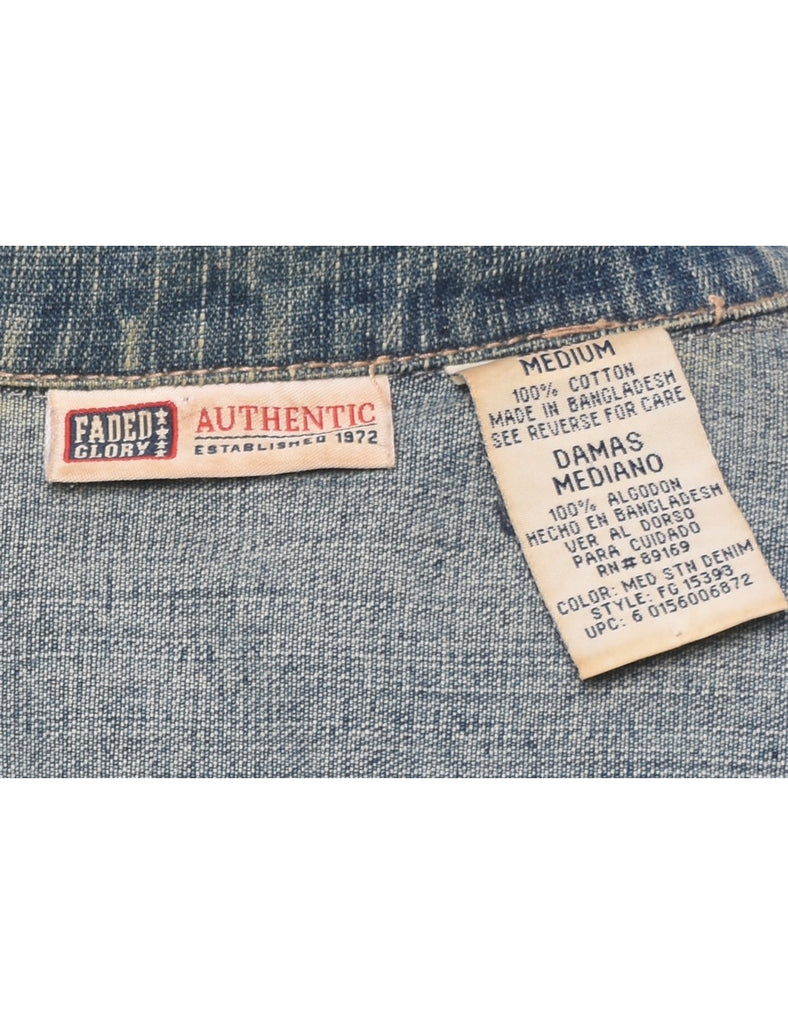 FADED
GLORY
AUTHENTIC
ESTABLISHED 1972
MEDIUM
100% COTTON
MADE IN BANGLADESH
SEE REVERSE FOR CARE
DAMAS
MEDIANO
100% ALGODON
HECHO EN BANGLADESH
VER AL DORSO
PARA CUIDADO
RN# 89169
COLOR: MED STN DENIM
STYLE: FG 15393
UPC: 6 0156006872